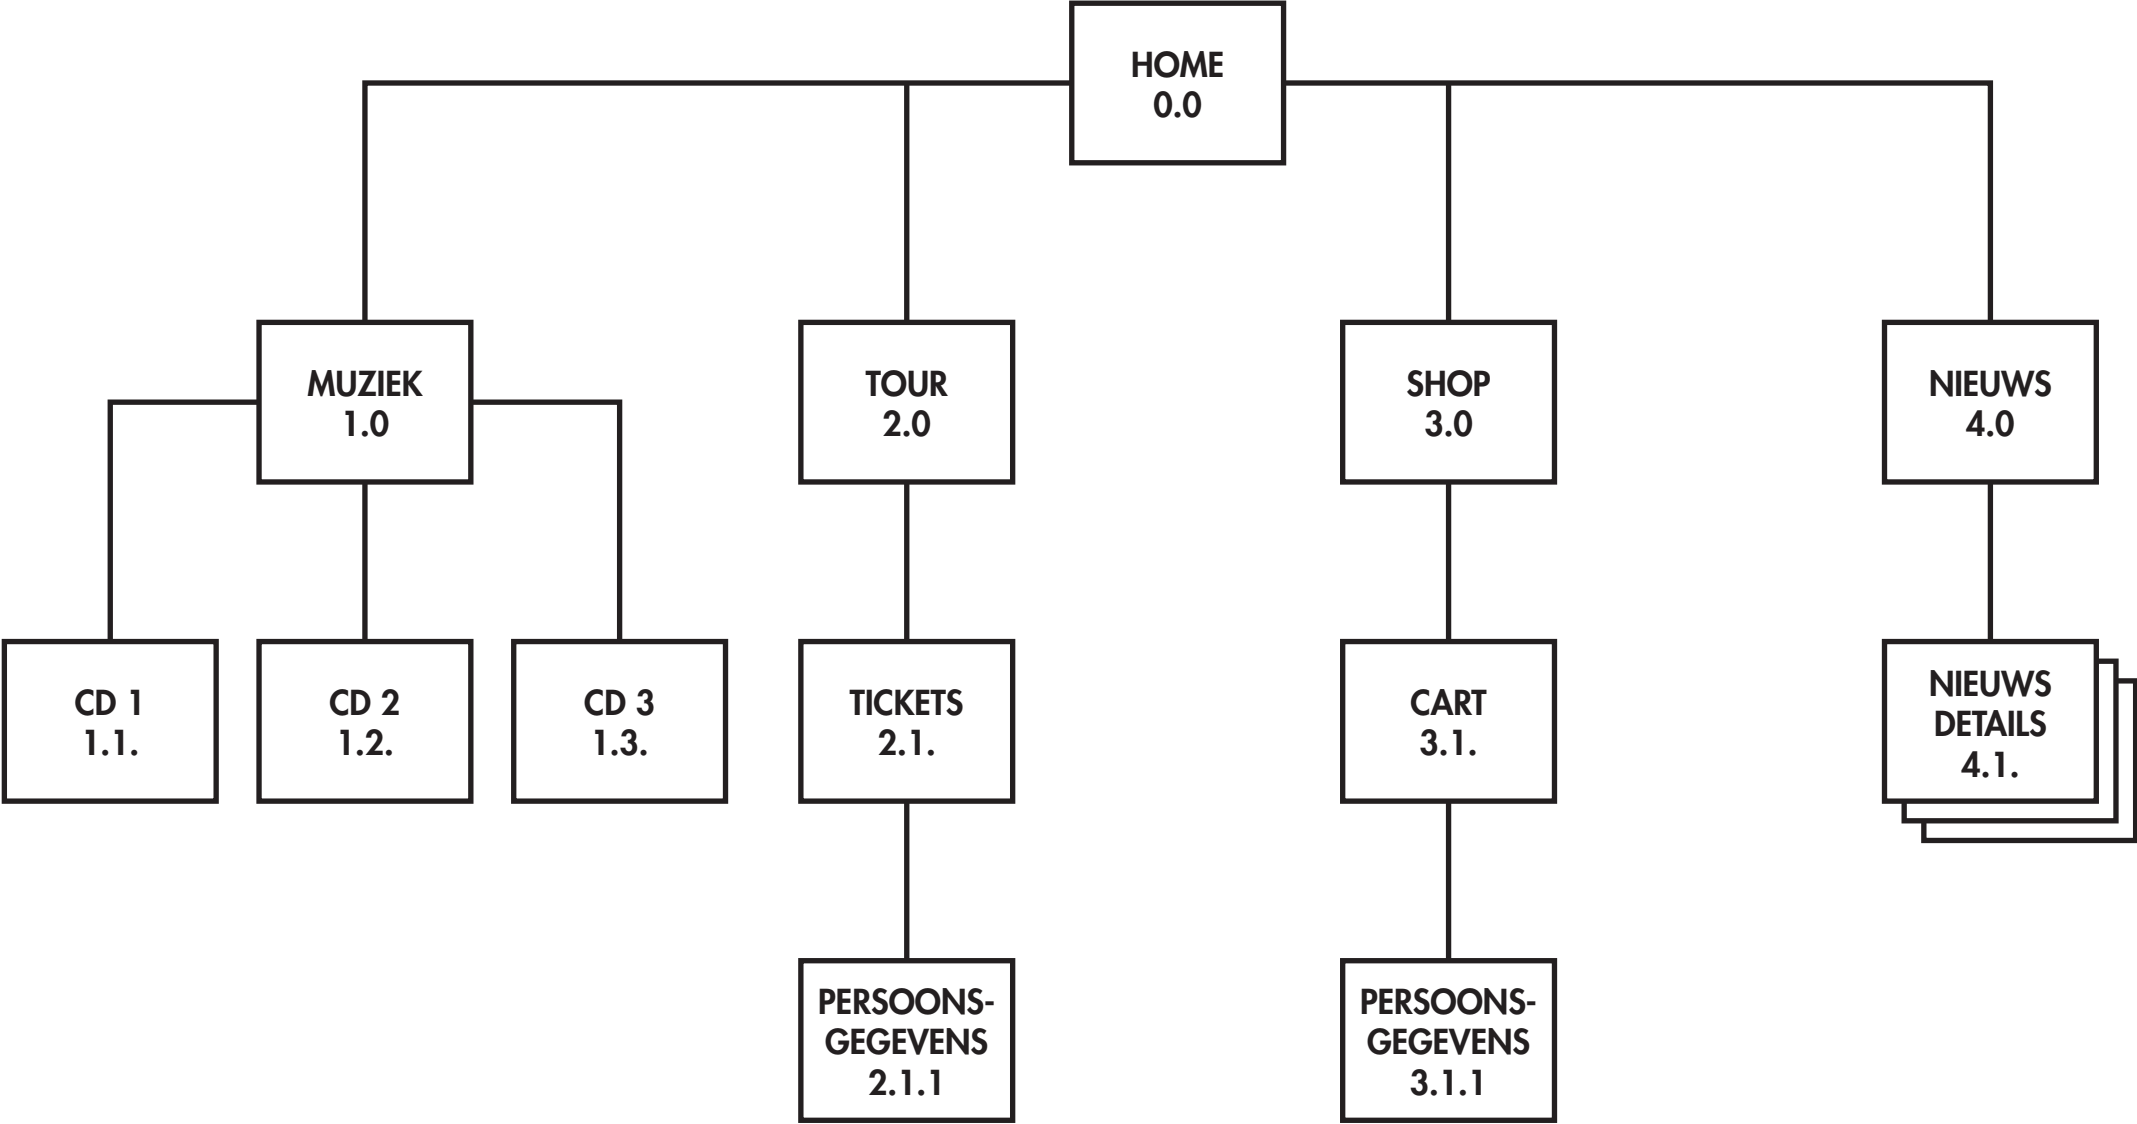 HOME
0.0
MUZIEK
1.0
TOUR
2.0
SHOP
3.0
NIEUWS
4.0
CD 1
1.1.
CD 2
1.2.
CD 3
1.3.
TICKETS
2.1.
CART
3.1.
NIEUWS
DETAILS
4.1.
PERSOONS-
GEGEVENS
2.1.1
PERSOONS-
GEGEVENS
3.1.1